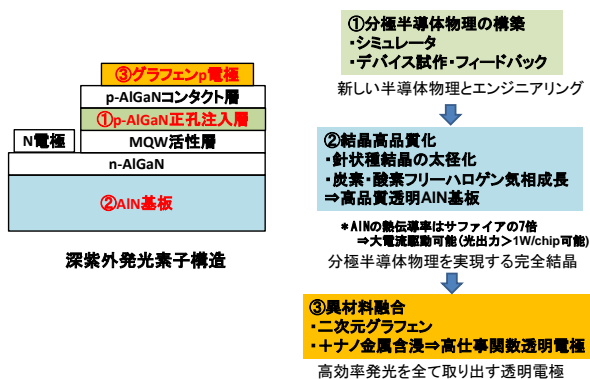 ③グラフェンp電極
p-AlGaNコンタクト層
①p-AlGaN正孔注入層
N電極
MQW活性層
n-AlGaN
②AlN基板
深紫外発光素子構造
①分極半導体物理の構築
・シミュレータ
・デバイス試作・フィードバック
新しい半導体物理とエンジニアリング
②結晶高品質化
・針状種結晶の太径化
・炭素・酸素フリーハロゲン気相成長
⇒高品質透明AlN基板
*AlNの熱伝導率はサファイアの7倍
⇒大電流駆動可能(光出力>1W/chip可能)
分極半導体物理を実現する完全結晶
③異材料融合
・二次元グラフェン
・+ナノ金属含浸⇒高仕事関数透明電極
高効率発光を全て取り出す透明電極